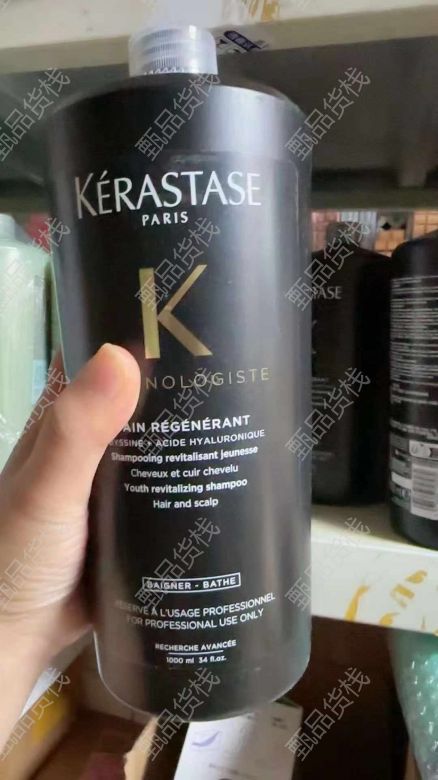 KÉRASTASE
PARIS
K
NOLOGISTE
AIN RÉGÉNÉRANT
YSSINE + ACIDE HYALURONIQUE
Shampooing revitalisant jeunesse
Cheveux et cuir chevelu
Youth revitalizing shampoo
Hair and scalp
BAIGNER - BATHE
RÉSERVÉ À L'USAGE PROFESSIONNEL
FOR PROFESSIONAL USE ONLY
RECHERCHE AVANCÉE
1000 ml 34 fl.oz.
RASTASE
甄品货栈